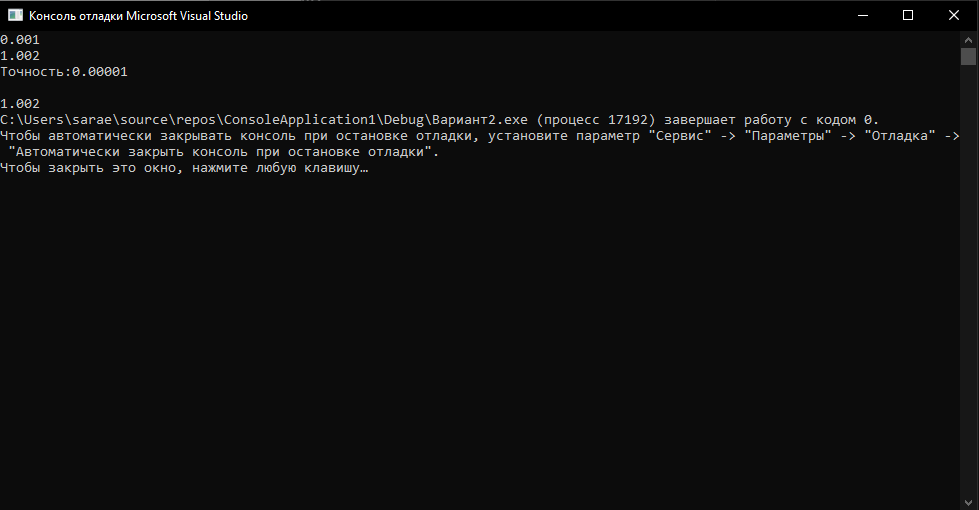 Консоль отладки Microsoft Visual Studio
0.001
1.002
Точность:0.00001
1.002
C:\Users\sarae\source\repos\ConsoleApplication1\Debug\Вариант2.exe (процесс 17192) завершает работу с кодом 0.
Чтобы автоматически закрывать консоль при остановке отладки, установите параметр "Сервис" -> "Параметры" -> "Отладка" ->
"Автоматически закрыть консоль при остановке отладки".
Чтобы закрыть это окно, нажмите любую клавишу…